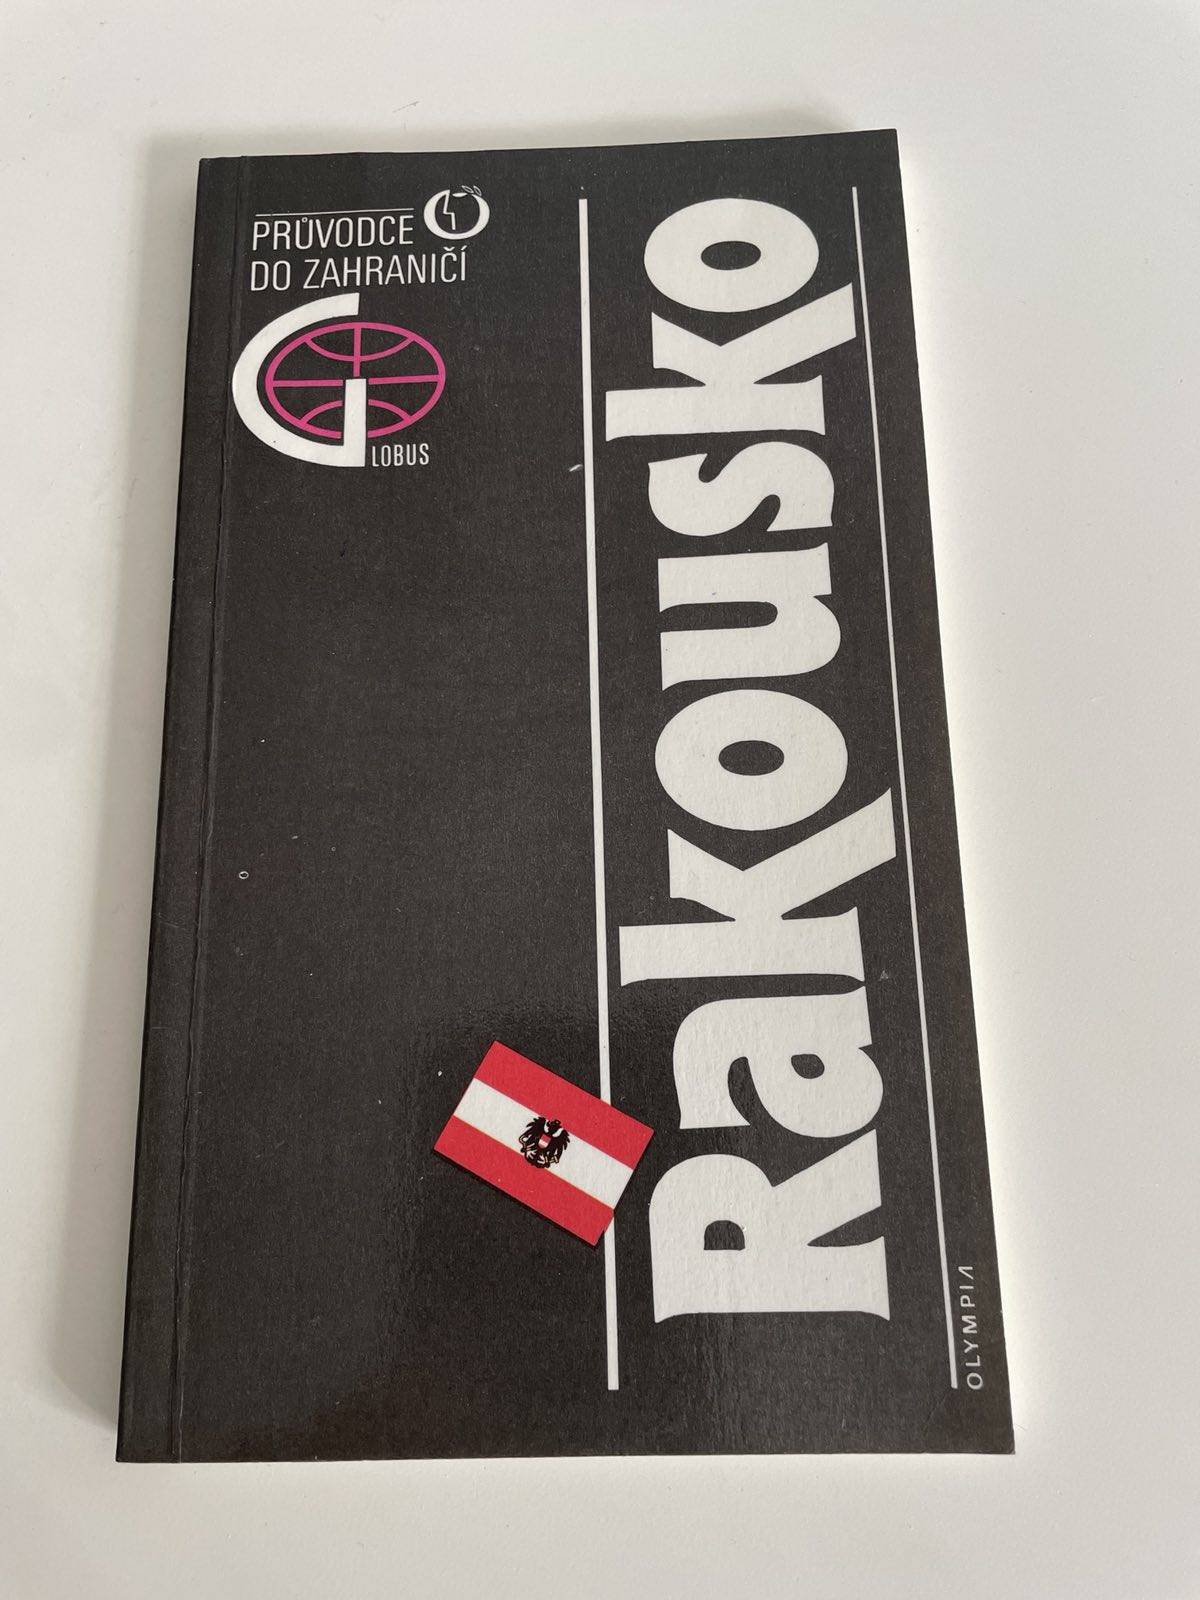 PRŮVODCE
DO ZAHRANIČÍ
GLOBUS
Rakousko
OLYMPIA